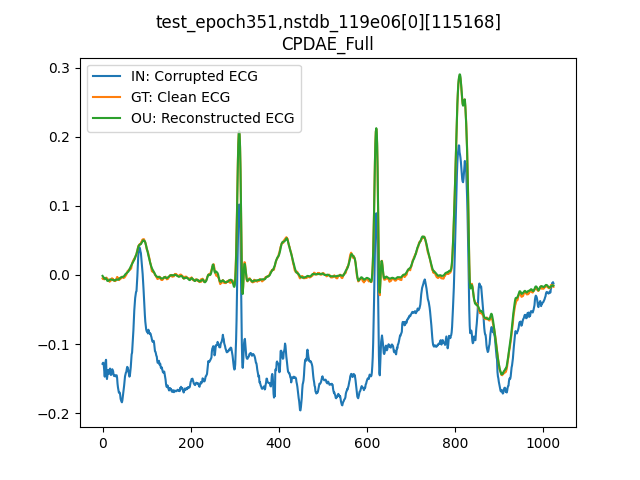 test_epoch351,nstdb_119e06[0][115168]
CPDAE_Full
IN: Corrupted ECG
GT: Clean ECG
OU: Reconstructed ECG
0.3
0.2
0.1
0.0
−0.1
−0.2
0 200 400 600 800 1000